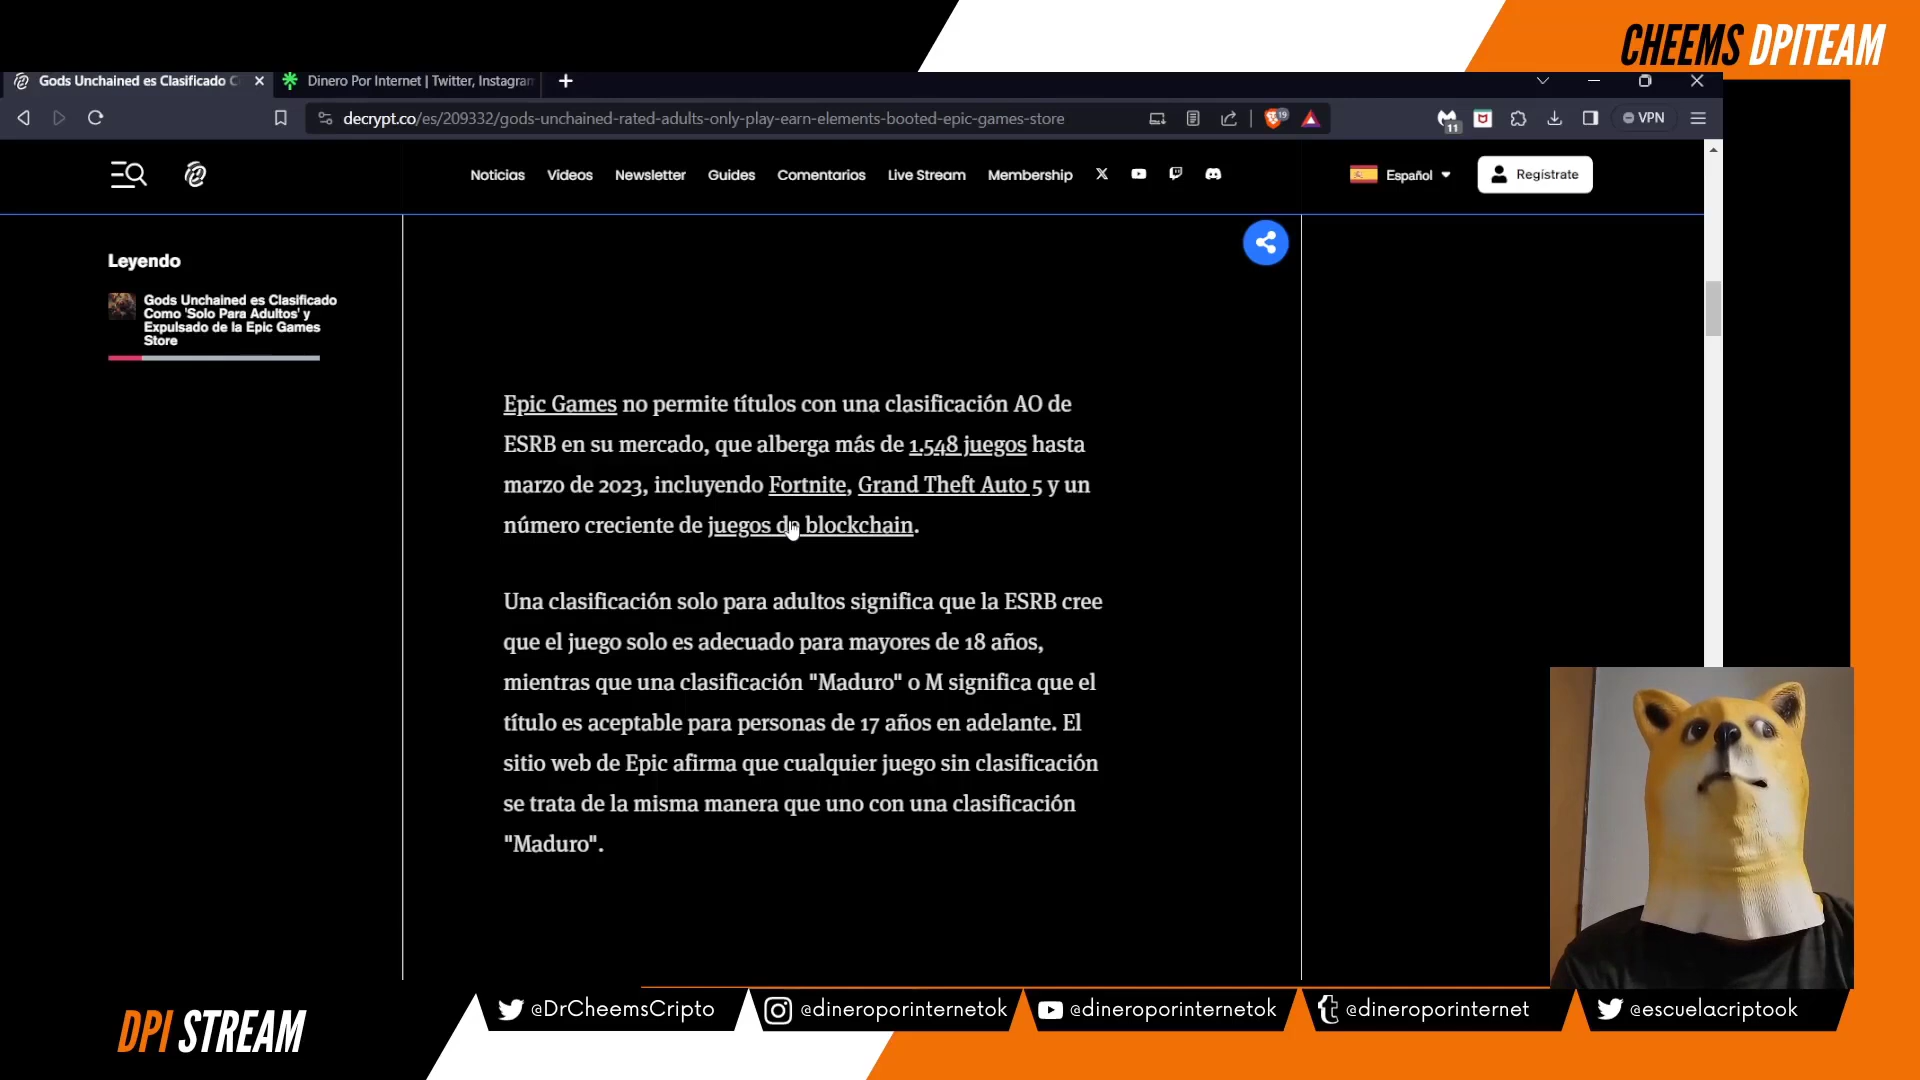 CHEEMS DPITEAM
Gods Unchained es Clasificado C
Dinero Por Internet | Twitter, Instagram
decrypt.co/es/209332/gods-unchained-rated-adults-only-play-earn-elements-booted-epic-games-store
19
11
VPN
Noticias Videos Newsletter Guides Comentarios Live Stream Membership
Español
Regístrate
Leyendo
Gods Unchained es Clasificado
Como 'Solo Para Adultos' y
Expulsado de la Epic Games
Store
Epic Games no permite títulos con una clasificación AO de
ESRB en su mercado, que alberga más de 1.548 juegos hasta
marzo de 2023, incluyendo Fortnite, Grand Theft Auto 5 y un
número creciente de juegos de blockchain.
Una clasificación solo para adultos significa que la ESRB cree
que el juego solo es adecuado para mayores de 18 años,
mientras que una clasificación "Maduro" o M significa que el
título es aceptable para personas de 17 años en adelante. El
sitio web de Epic afirma que cualquier juego sin clasificación
se trata de la misma manera que uno con una clasificación
"Maduro".
DPI STREAM
@DrCheemsCripto
@dineroporinternetok
@dineroporinternetok
@dineroporinternet
@escuelacriptook